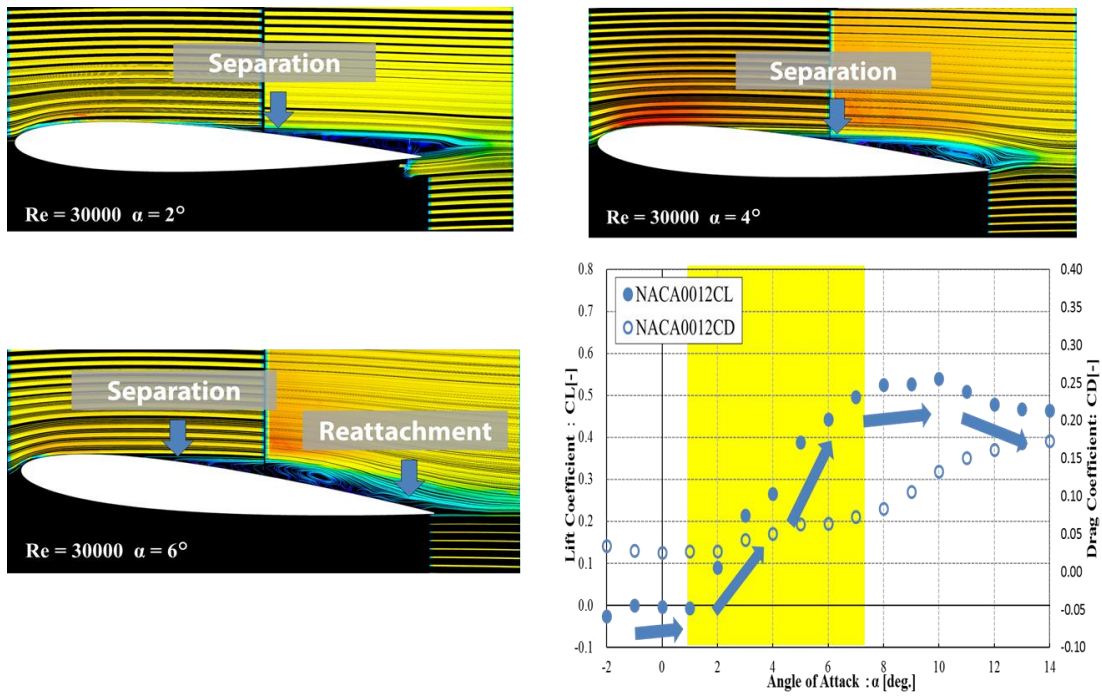 Separation
Re = 30000 α = 2°
Separation
Re = 30000 α = 4°
Separation
Reattachment
Re = 30000 α = 6°
NACA0012CL
NACA0012CD
Lift Coefficient : CL[-]
0.8
0.7
0.6
0.5
0.4
0.3
0.2
0.1
0.0
-0.1
Drag Coefficient: CD[-]
0.40
0.35
0.30
0.25
0.20
0.15
0.10
0.05
0.00
-0.05
-0.10
-2 0 2 4 6 8 10 12 14
Angle of Attack : α [deg.]